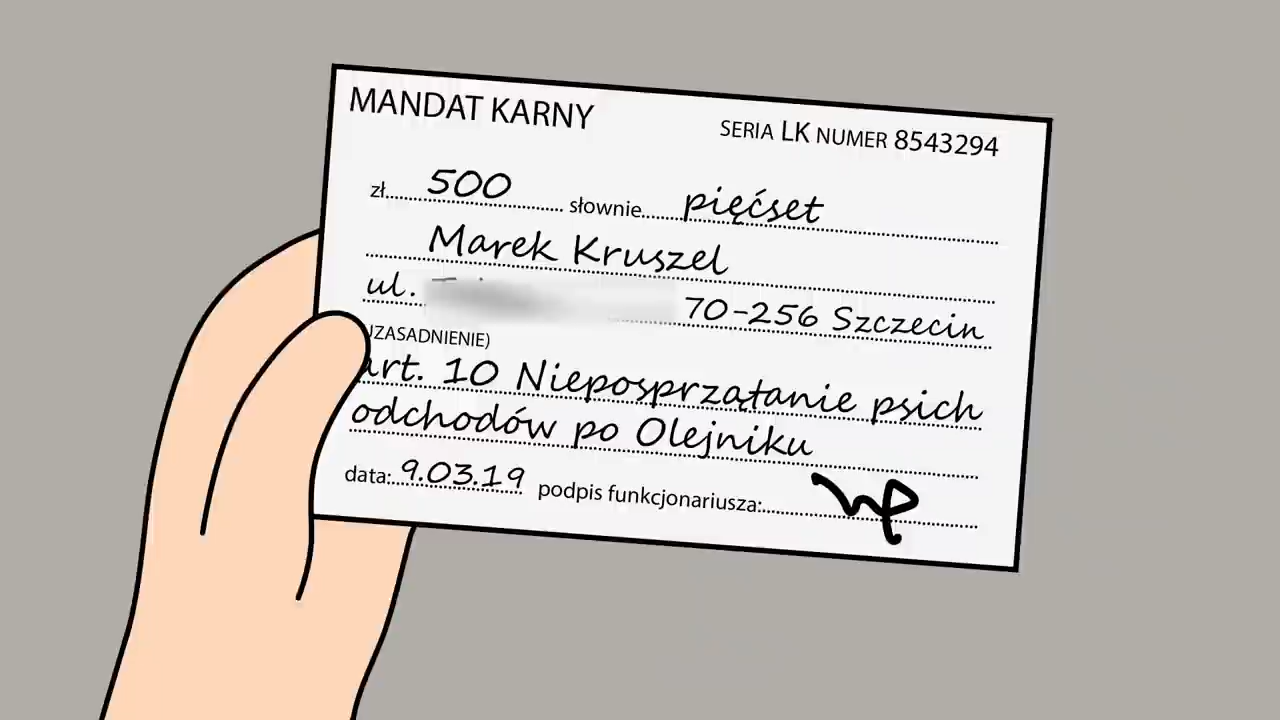 MANDAT KARNY
SERIA LK NUMER 8543294
zł 500 słownie pięćset
Marek Kruszel
ul. 70-256 Szczecin
UZASADNIENIE)
art. 10 Nieposprzątanie psich
odchodów po Olejniku
data: 9.03.19 podpis funkcjonariusza: